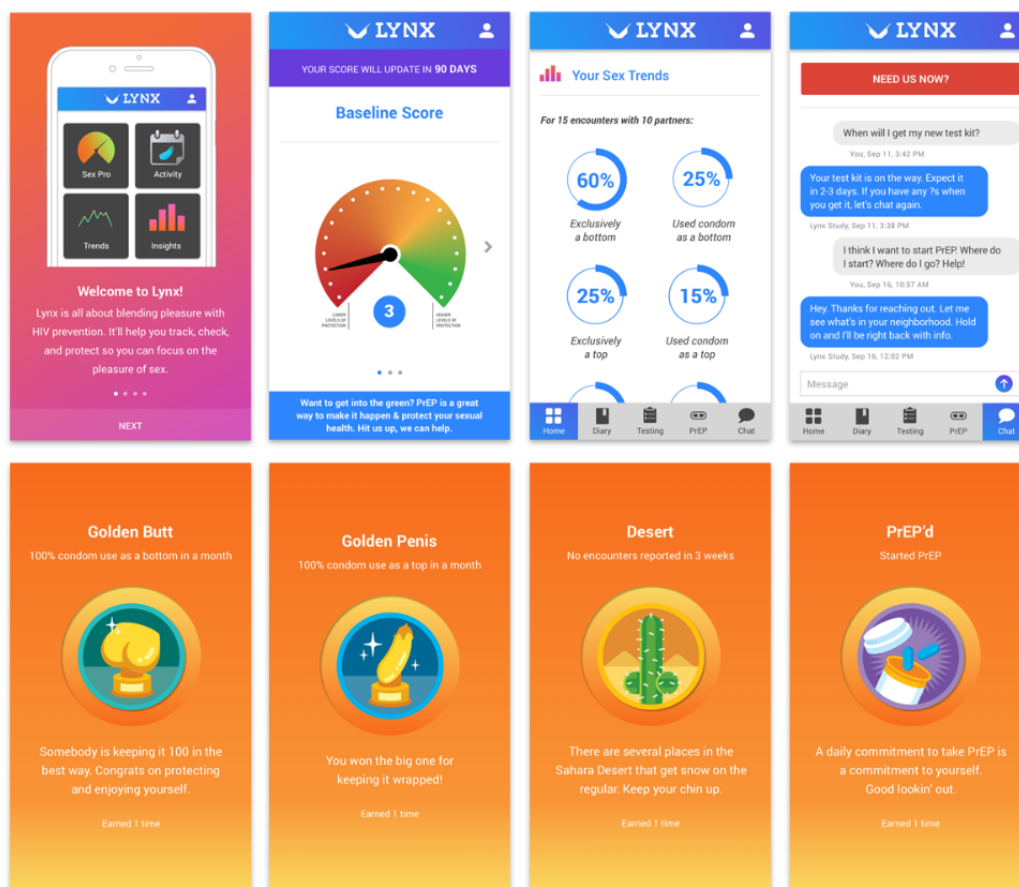 LYNX
Sex Pro
Activity
Trends
Insights
Welcome to Lynx!
Lynx is all about blending pleasure with
HIV prevention. It'll help you track, check,
and protect so you can focus on the
pleasure of sex.
NEXT
LYNX
YOUR SCORE WILL UPDATE IN 90 DAYS
Baseline Score
LOWER
LEVELS OF
PROTECTION
3
HIGHER
LEVELS OF
PROTECTION
Want to get into the green? PrEP is a great
way to make it happen & protect your sexual
health. Hit us up, we can help.
LYNX
Your Sex Trends
For 15 encounters with 10 partners:
60%
25%
Exclusively
a bottom
Used condom
as a bottom
25%
15%
Exclusively
a top
Used condom
as a top
Home
Diary
Testing
PrEP
Chat
LYNX
NEED US NOW?
When will I get my new test kit?
You, Sep 11, 3:42 PM
Your test kit is on the way. Expect it
in 2-3 days. If you have any ?s when
you get it, let's chat again.
Lynx Study, Sep 11, 3:38 PM
I think I want to start PrEP. Where do
I start? Where do I go? Help!
You, Sep 16, 10:57 AM
Hey. Thanks for reaching out. Let me
see what's in your neighborhood. Hold
on and I'll be right back with info.
Lynx Study, Sep 16, 12:02 PM
Message
Home
Diary
Testing
PrEP
Chat
Golden Butt
100% condom use as a bottom in a month
Somebody is keeping it 100 in the
best way. Congrats on protecting
and enjoying yourself.
Earned 1 time
Golden Penis
100% condom use as a top in a month
You won the big one for
keeping it wrapped!
Earned 1 time
Desert
No encounters reported in 3 weeks
There are several places in the
Sahara Desert that get snow on the
regular. Keep your chin up.
Earned 1 time
PrEP'd
Started PrEP
A daily commitment to take PrEP is
a commitment to yourself.
Good lookin' out.
Earned 1 time